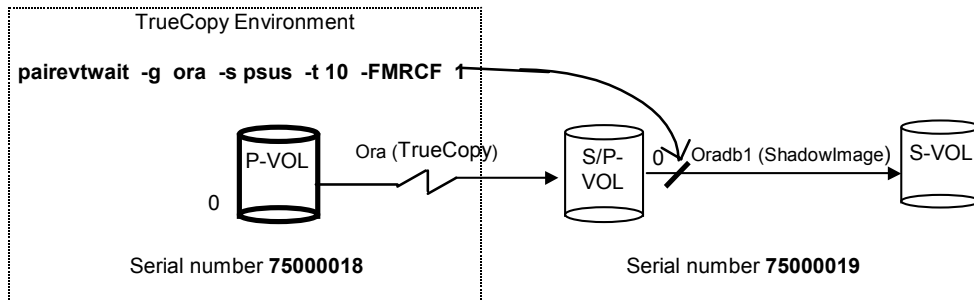 TrueCopy Environment
pairevtwait -g ora -s psus -t 10 -FMRCF 1
P-VOL
0
Ora (TrueCopy)
S/P-
VOL
0
Oradb1 (ShadowImage)
S-VOL
Serial number 75000018
Serial number 75000019